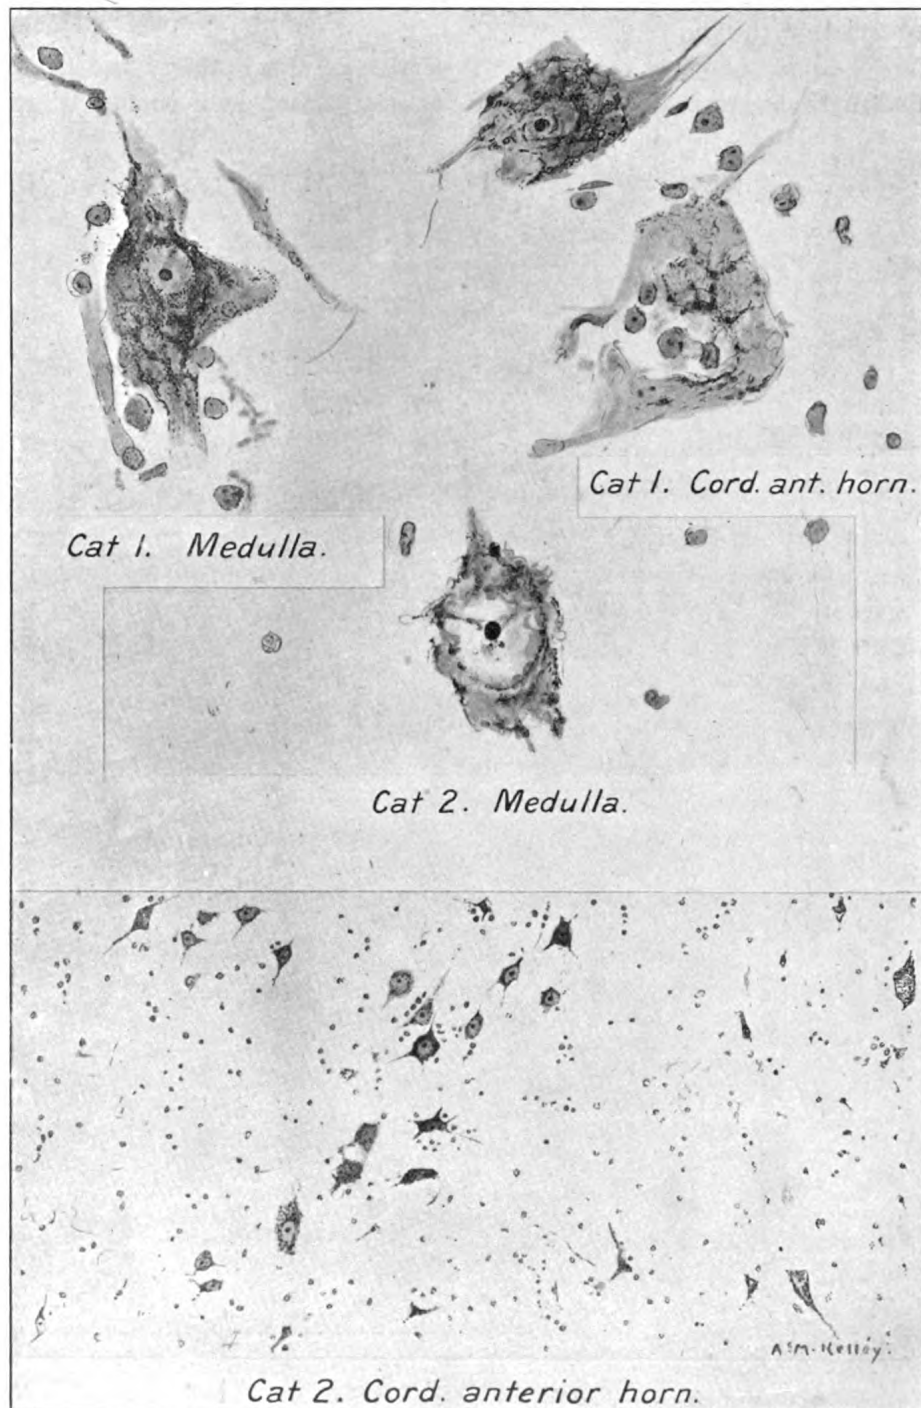 Cat 1. Cord. ant. horn.
Cat 1. Medulla.
Cat 2. Medulla.
A. M. Kelley.
Cat 2. Cord. anterior horn.